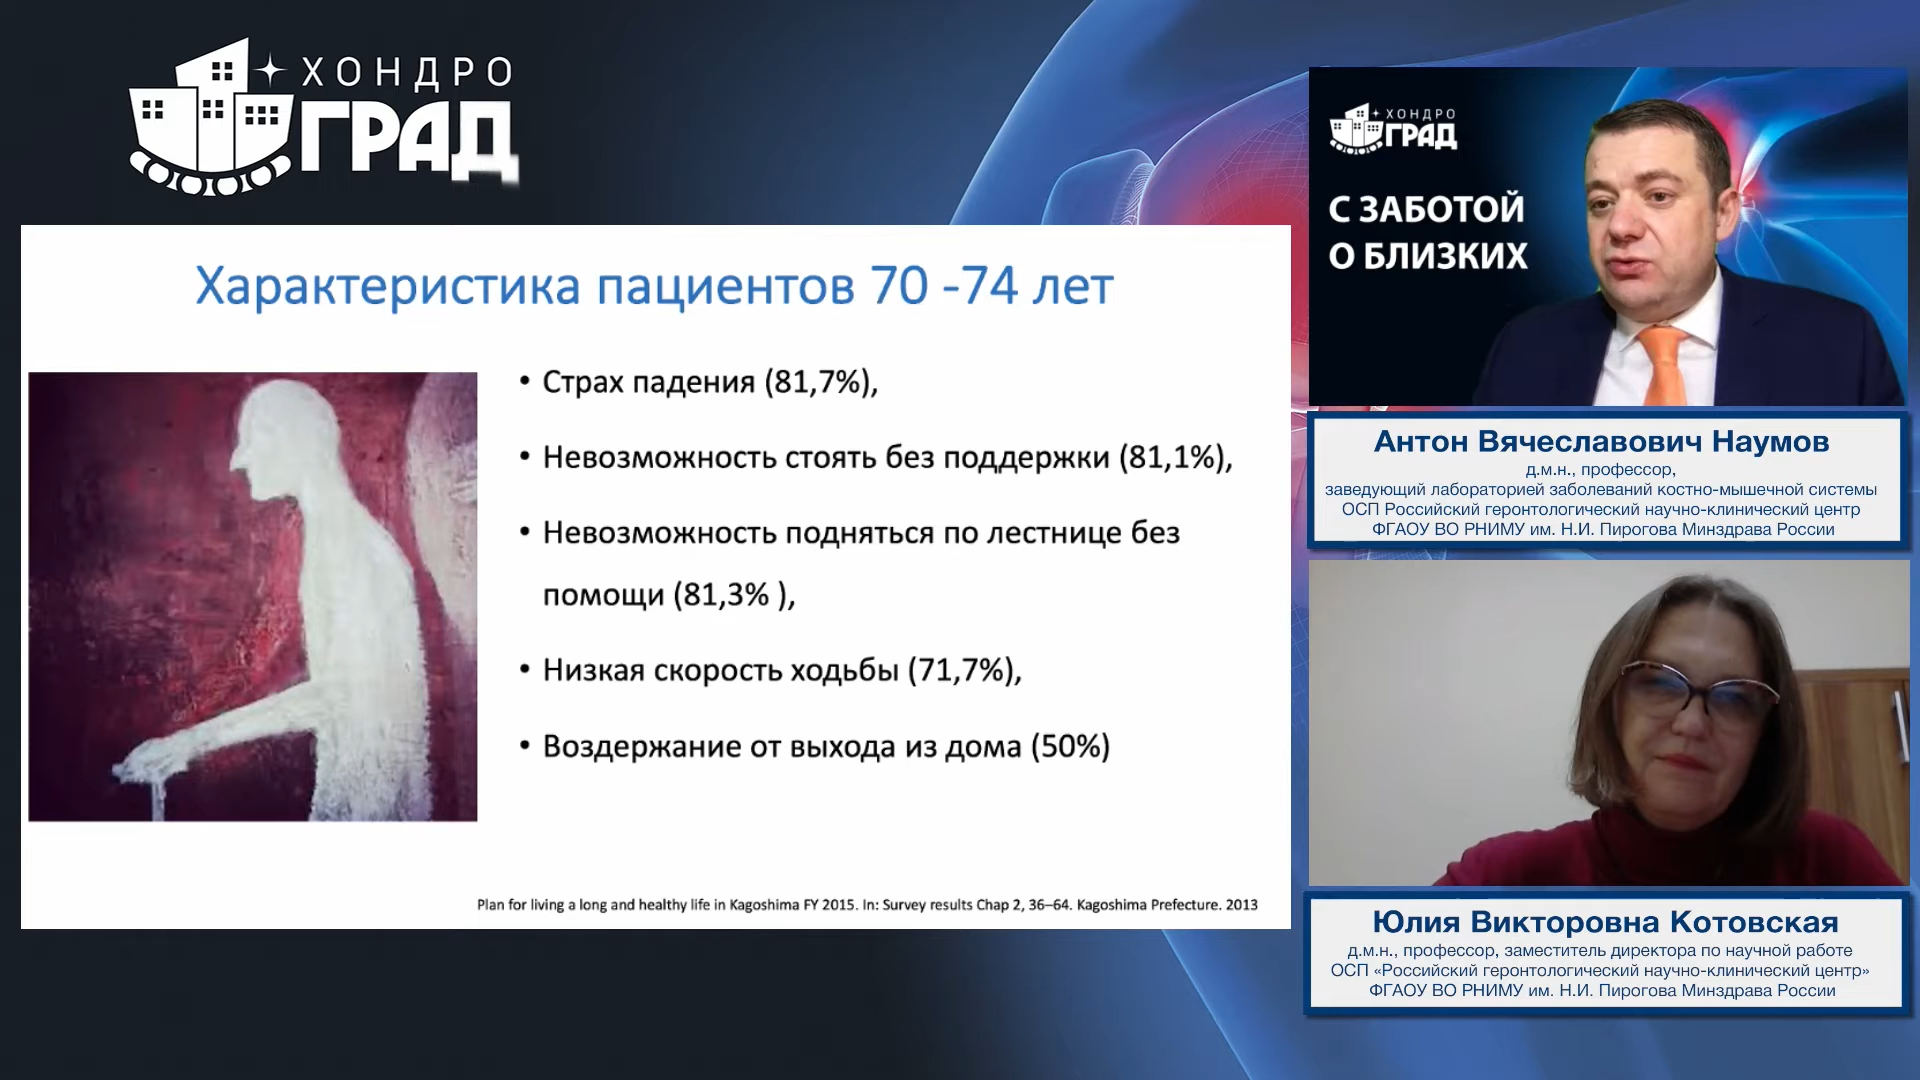 ХОНДРО
ГРАД
Характеристика пациентов 70 -74 лет
• Страх падения (81,7%),
• Невозможность стоять без поддержки (81,1%),
• Невозможность подняться по лестнице без
помощи (81,3% ),
• Низкая скорость ходьбы (71,7%),
• Воздержание от выхода из дома (50%)
Plan for living a long and healthy life in Kagoshima FY 2015. In: Survey results Chap 2, 36–64. Kagoshima Prefecture. 2013
ХОНДРО
ГРАД
С ЗАБОТОЙ
О БЛИЗКИХ
Антон Вячеславович Наумов
д.м.н., профессор,
заведующий лабораторией заболеваний костно-мышечной системы
ОСП Российский геронтологический научно-клинический центр
ФГАОУ ВО РНИМУ им. Н.И. Пирогова Минздрава России
Юлия Викторовна Котовская
д.м.н., профессор, заместитель директора по научной работе
ОСП «Российский геронтологический научно-клинический центр»
ФГАОУ ВО РНИМУ им. Н.И. Пирогова Минздрава России